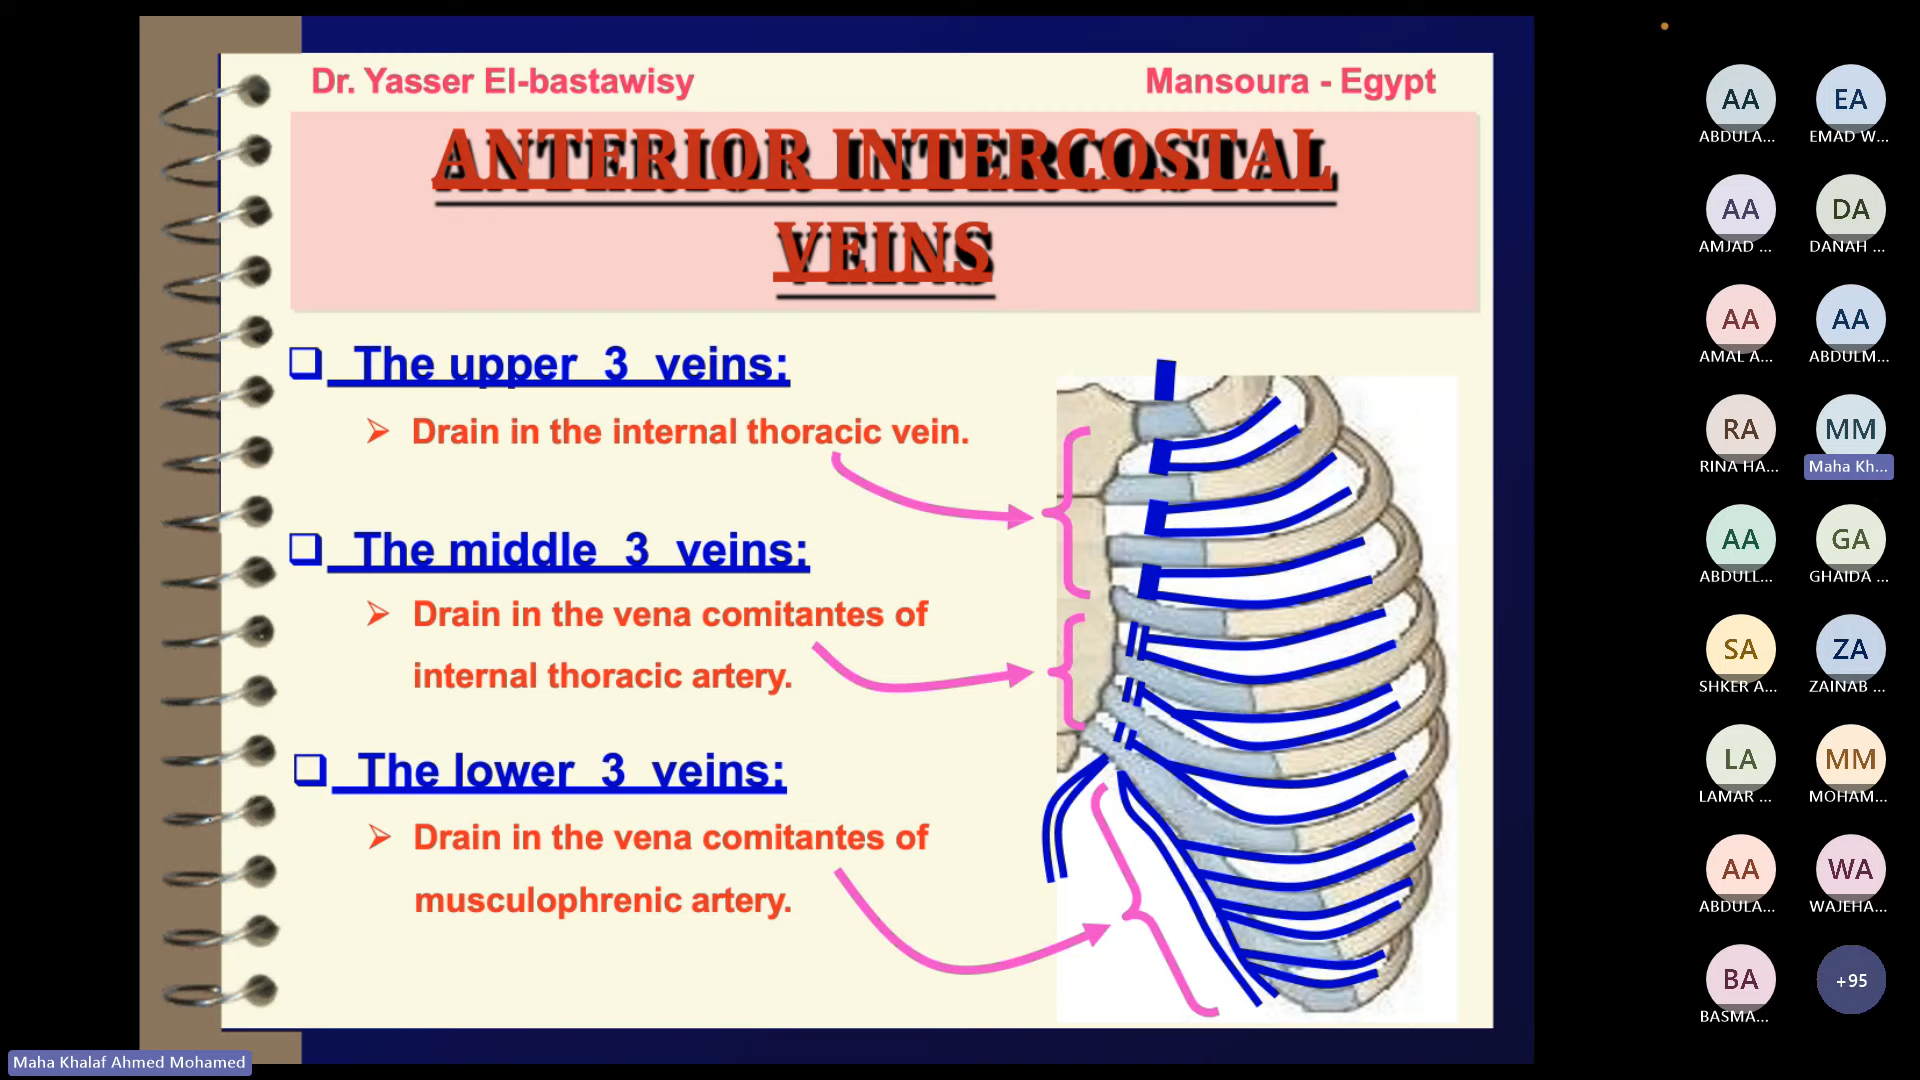 Dr. Yasser El-bastawisy
Mansoura - Egypt
ANTERIOR INTERCOSTAL
VEINS
The upper 3 veins:
Drain in the internal thoracic vein.
The middle 3 veins:
Drain in the vena comitantes of
internal thoracic artery.
The lower 3 veins:
Drain in the vena comitantes of
musculophrenic artery.
AA
EA
ABDULA...
EMAD W...
AA
DA
AMJAD ...
DANAH ...
AA
AA
AMAL A...
ABDULM...
RA
MM
RINA HA...
Maha Kh...
AA
GA
ABDULL...
GHAIDA ...
SA
ZA
SHKER A...
ZAINAB ...
LA
MM
LAMAR ...
MOHAM...
AA
WA
ABDULA...
WAJEHA...
BA
+95
BASMA...
Maha Khalaf Ahmed Mohamed